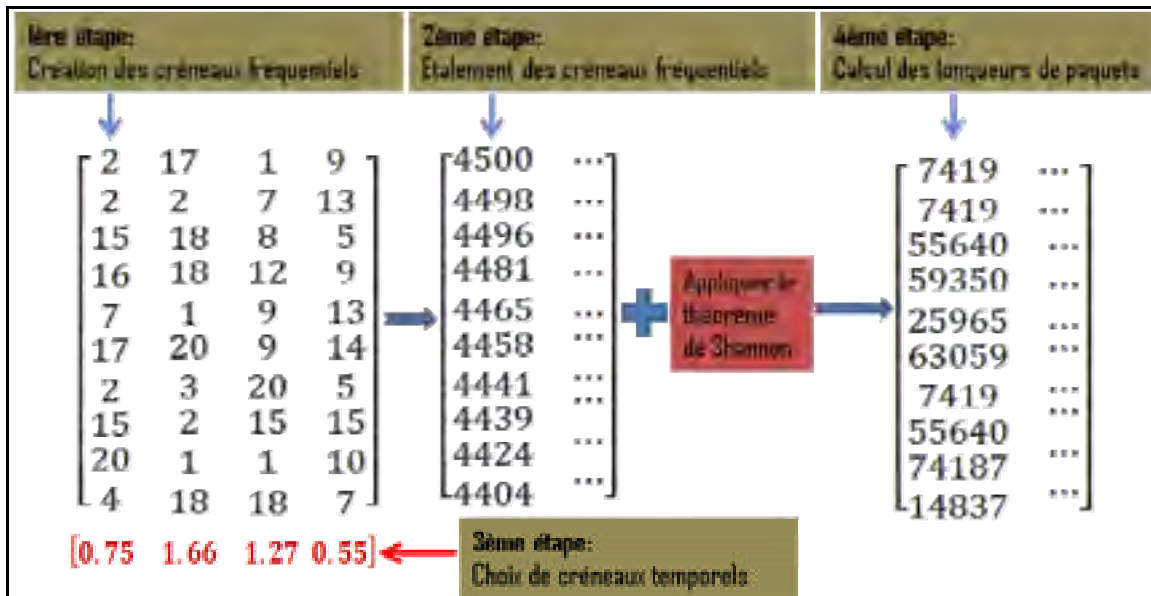 1ère étape:
Création des créneaux fréquentiels
2ème étape:
Etalement des créneaux fréquentiels
4ème étape:
Calcul des longueurs de paquets
2 17 1 9
2 2 7 13
15 18 8 5
16 18 12 9
7 1 9 13
17 20 9 14
2 3 20 5
15 2 15 15
20 1 1 10
4 18 18 7
4500 ...
4498 ...
4496 ...
4481 ...
4465 ...
4458 ...
4441 ...
4439 ...
4424 ...
4404 ...
Appliquer le
théorème
de Shannon
7419 ...
7419 ...
55640 ...
59350 ...
25965 ...
63059 ...
7419 ...
55640 ...
74187 ...
14837 ...
[0.75 1.66 1.27 0.55]
3ème étape:
Choix de créneaux temporels